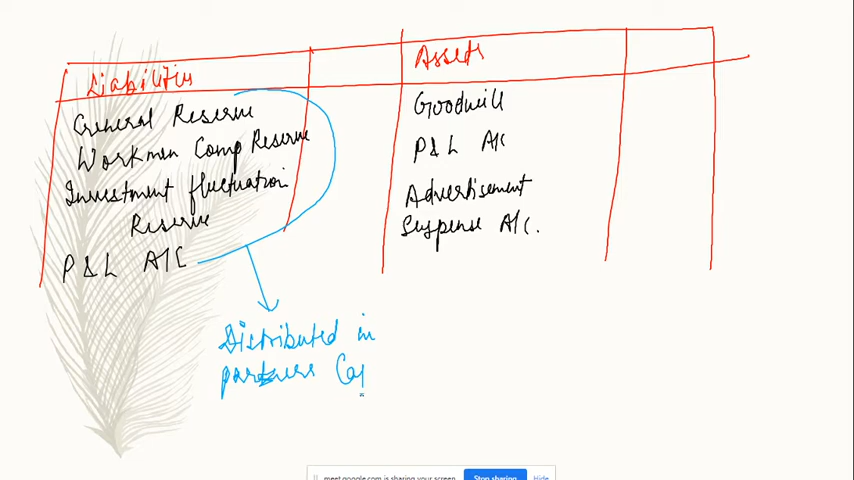 Liabilities
Assets
General Reserve
Workmen Comp Reserve
Investment fluctuation
Reserve
P&L A/C
Goodwill
P&L A/C
Advertisement
Suspense A/C.
Distributed in
partners Cap
meet.google.com is sharing your screen. Stop sharing Hide